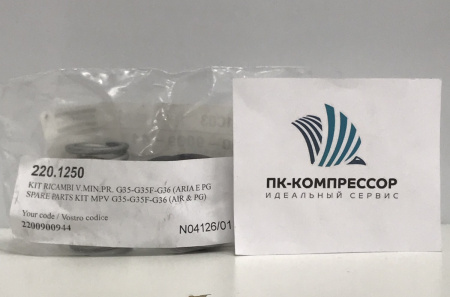 220.1250
KIT RICAMBI V.MIN.PR. G35-G35F-G36 (ARIA E PG
SPARE PARTS KIT MPV G35-G35F-G36 (AIR & PG)
Your code / Vostro codice
2200900944
N04126/01
ПК-КОМПРЕССОР
ИДЕАЛЬНЫЙ СЕРВИС